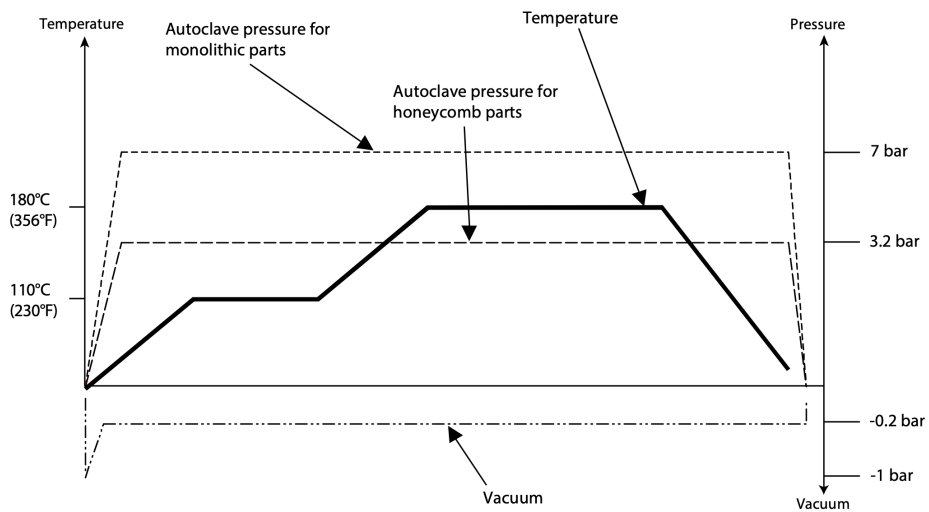 Temperature
Autoclave pressure for
monolithic parts
Temperature
Pressure
Autoclave pressure for
honeycomb parts
7 bar
180°C
(356°F)
3.2 bar
110°C
(230°F)
-0.2 bar
-1 bar
Vacuum
Vacuum